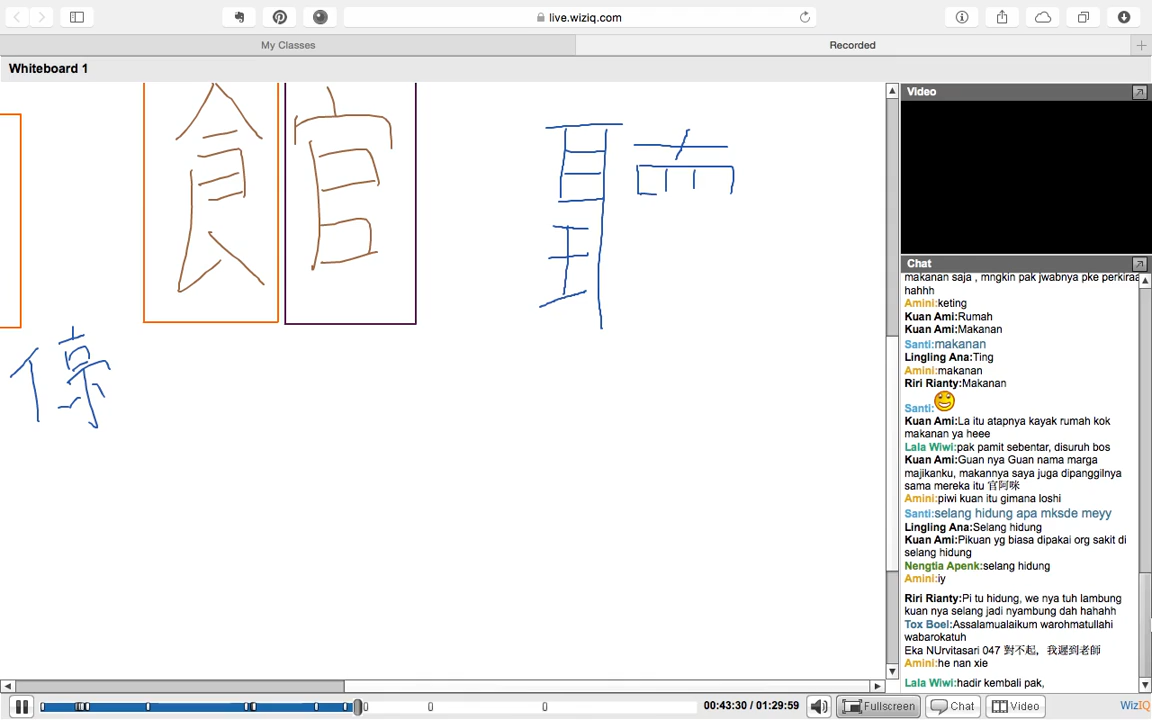 live.wiziq.com
My Classes
Recorded
Whiteboard 1
食 官
Video
Chat
makanan saja , mngkin pak jwabnya pke perkiraa
hahhh
Amini:keting
Kuan Ami:Rumah
Kuan Ami:Makanan
Santi:makanan
Lingling Ana:Ting
Amini:makanan
Riri Rianty:Makanan
Santi:
Kuan Ami:La itu atapnya kayak rumah kok
makanan ya heee
Lala Wiwi:pak pamit sebentar, disuruh bos
Kuan Ami:Guan nya Guan nama marga
majikanku, makannya saya juga dipanggilnya
sama mereka itu 官阿咪
Amini:piwi kuan itu gimana loshi
Santi:selang hidung apa mksde meyy
Lingling Ana:Selang hidung
Kuan Ami:Pikuan yg biasa dipakai org sakit di
selang hidung
Nengtia Apenk:selang hidung
Amini:iy
Riri Rianty:Pi tu hidung, we nya tuh lambung
kuan nya selang jadi nyambung dah hahahh
Tox Boel:Assalamualaikum warohmatullahi
wabarokatuh
Eka NUrvitasari 047 對不起，我遲到老師
Amini:he nan xie
Lala Wiwi:hadir kembali pak,
00:43:30 / 01:29:59
Fullscreen
Chat
Video
WizIQ